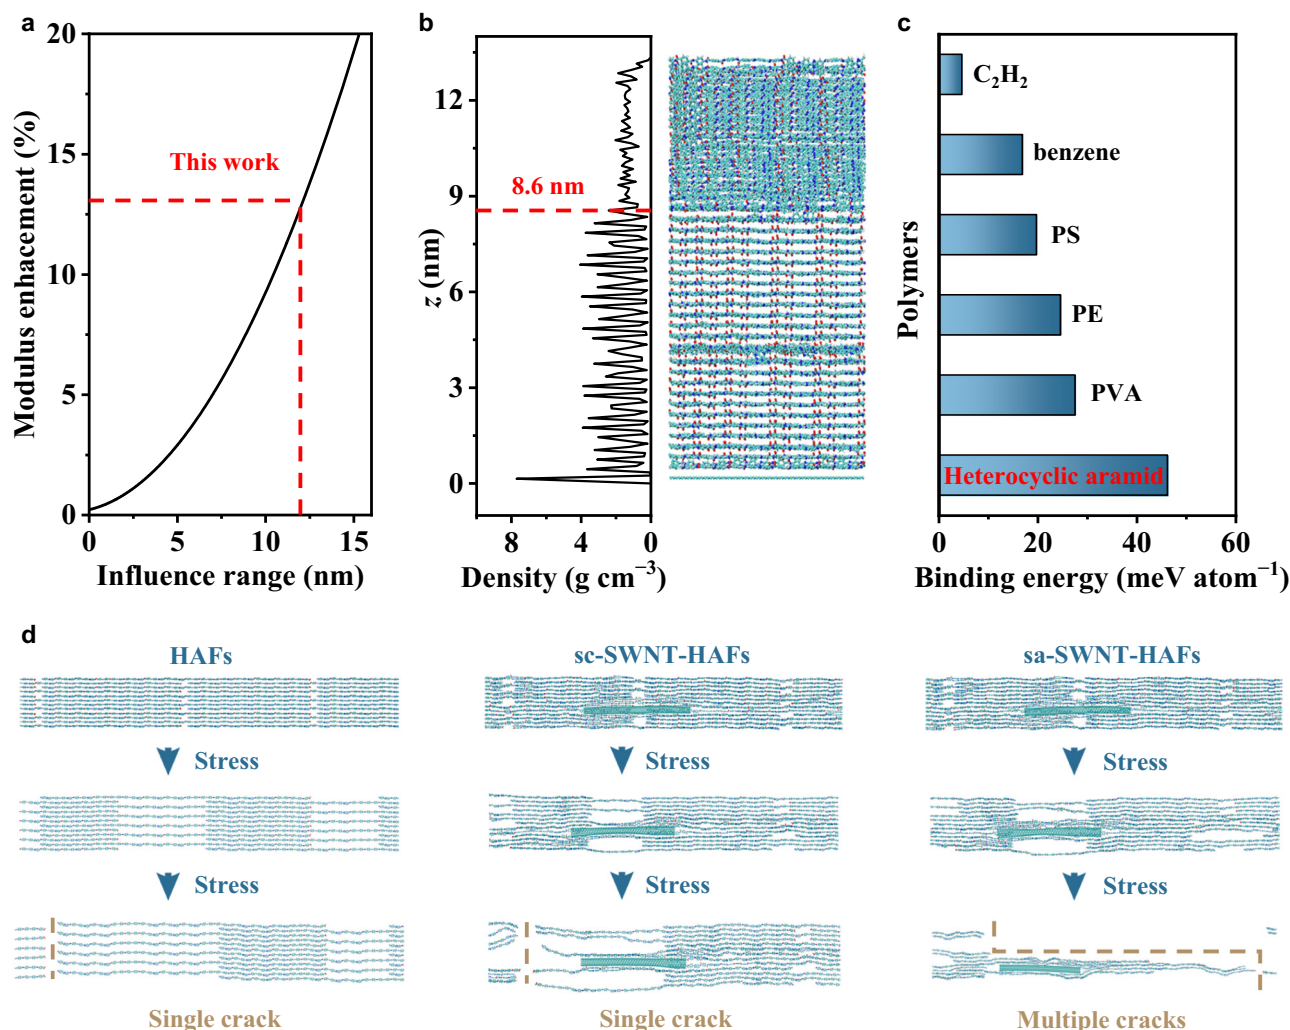 a
20
15
10
5
0
Modulus enhacement (%)
This work
0 5 10 15
Influence range (nm)
b
12
9
6
3
0
z (nm)
8.6 nm
8 4 0
Density (g cm⁻³)
c
Polymers
C₂H₂
benzene
PS
PE
PVA
Heterocyclic aramid
0 20 40 60
Binding energy (meV atom⁻¹)
d
HAFs
Stress
Stress
Single crack
sc-SWNT-HAFs
Stress
Stress
Single crack
sa-SWNT-HAFs
Stress
Stress
Multiple cracks